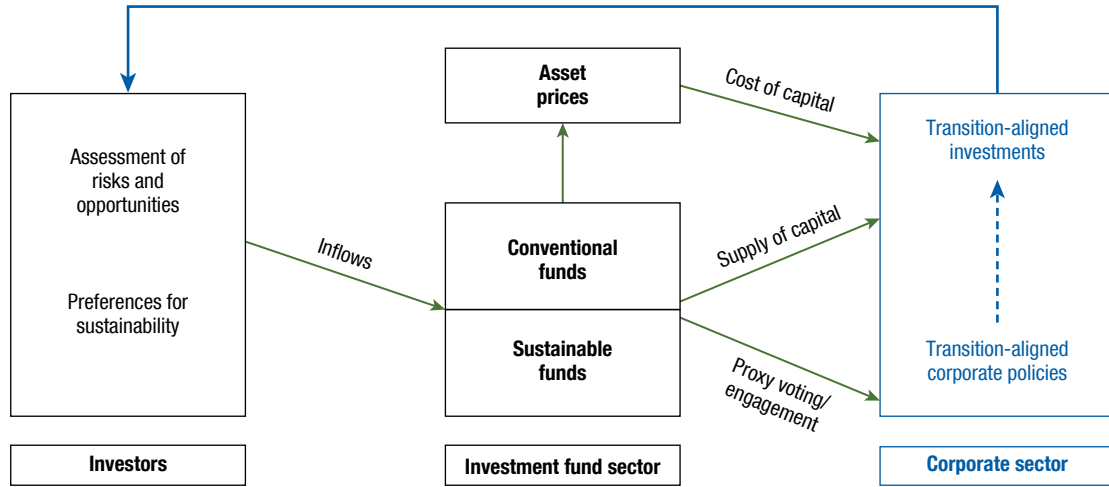 Assessment of
risks and
opportunities
Preferences for
sustainability
Investors
Inflows
Asset
prices
Conventional
funds
Sustainable
funds
Investment fund sector
Cost of capital
Supply of capital
Proxy voting/
engagement
Transition-aligned
investments
Transition-aligned
corporate policies
Corporate sector